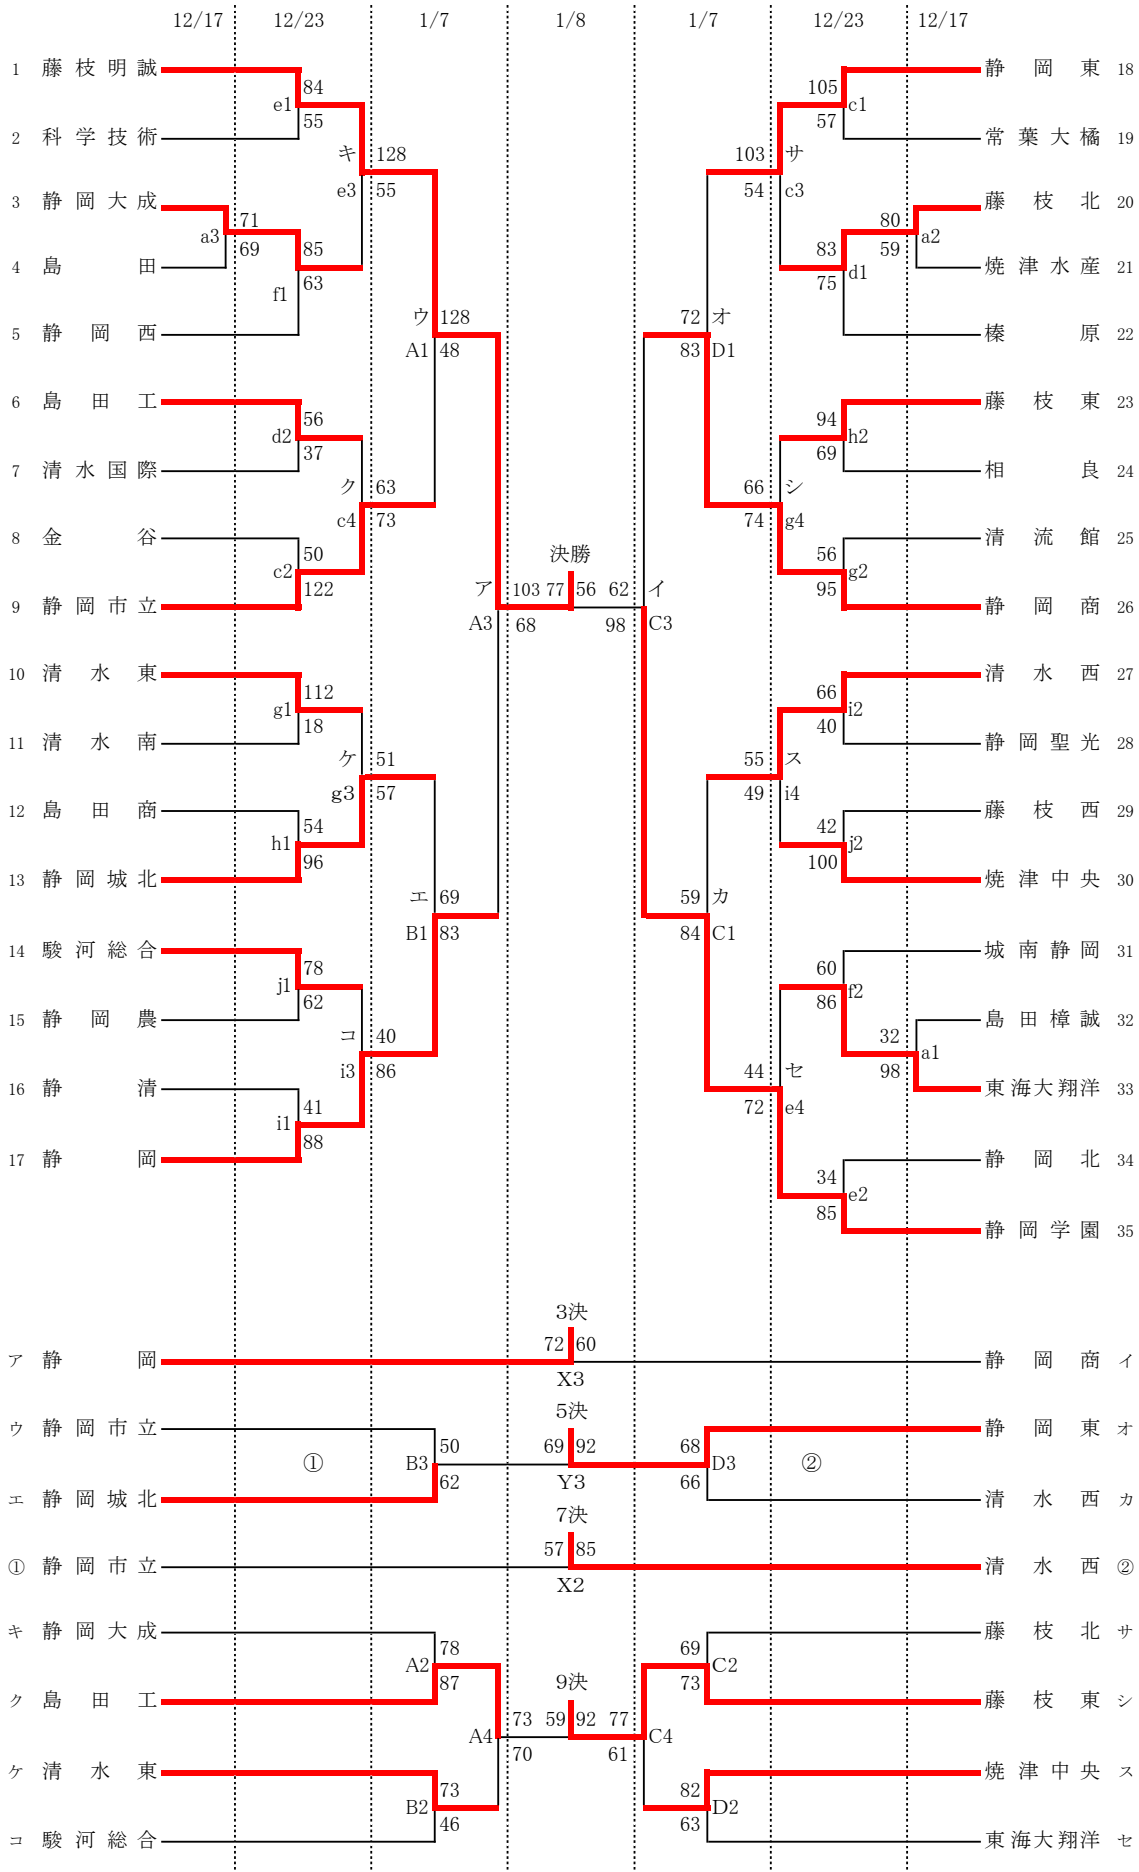 12/17 12/23 1/7 1/8 1/7 12/23 12/17
1 藤枝明誠 静岡東 18
84 105
e1 c1
55 57
2 科学技術 常葉大橘 19
キ 128 103 サ
e3 55 54 c3
3 静岡大成 藤枝北 20
71 80
a3 a2
69 85 83 59
4 島田 焼津水産 21
63 75 d1
f1
ウ 128 72 オ
5 静岡西 榛原 22
A1 48 83 D1
6 島田工 藤枝東 23
56 94
d2 h2
37 69
7 清水国際 相良 24
ク 63 66 シ
c4 73 74 g4
8 金谷 清流館 25
50 決勝 56
c2 g2
122 ア 103 77 56 62 イ 95
9 静岡市立 静岡商 26
A3 68 98 C3
10 清水東 清水西 27
112 66
g1 i2
18 40
11 清水南 静岡聖光 28
ケ 51 55 ス
g3 57 49 i4
12 島田商 藤枝西 29
54 42
h1 j2
96 100
13 静岡城北 焼津中央 30
エ 69 59 カ
B1 83 84 C1
14 駿河総合 城南静岡 31
78 60
j1 f2
62 86
15 静岡農 島田樟誠 32
コ 40 32
i3 86 a1
44 セ 98
16 静清 東海大翔洋 33
41 72 e4
i1
88
17 静岡 静岡北 34
34
e2
85
静岡学園 35
3決
72 60
ア 静岡 静岡商 イ
X3
5決
ウ 静岡市立 静岡東 オ
50 69 92 68
① B3 D3 ②
62 Y3 66
エ 静岡城北 清水西 カ
7決
57 85
① 静岡市立 清水西 ②
X2
キ 静岡大成 藤枝北 サ
78 69
A2 C2
87 9決 73
ク 島田工 藤枝東 シ
73 59 92 77
A4 C4
70 61
ケ 清水東 焼津中央 ス
73 82
B2 D2
46 63
コ 駿河総合 東海大翔洋 セ